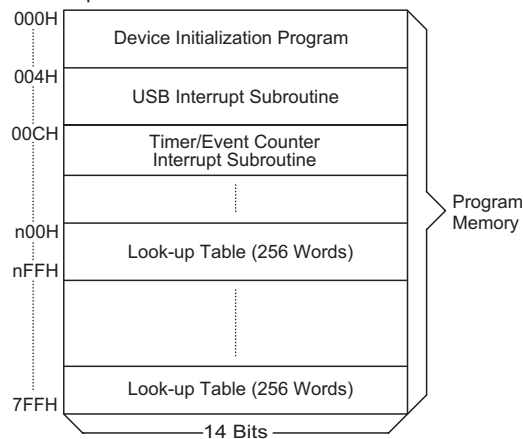 000H
Device Initialization Program
004H
USB Interrupt Subroutine
00CH
Timer/Event Counter
Interrupt Subroutine
Program
Memory
n00H
Look-up Table (256 Words)
nFFH
Look-up Table (256 Words)
7FFH
14 Bits